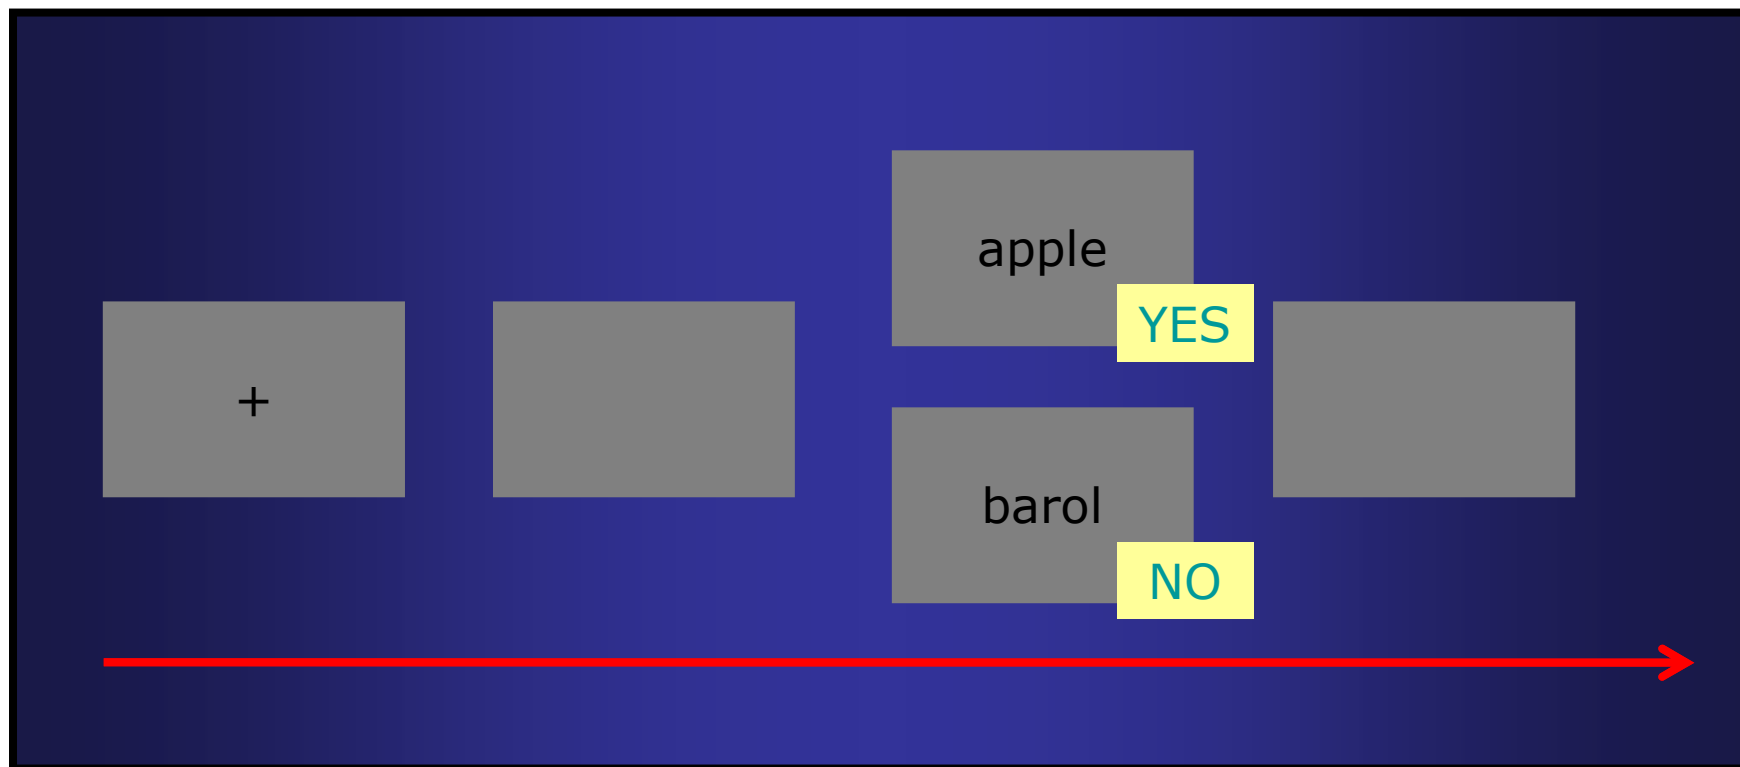 +
apple
YES
barol
NO